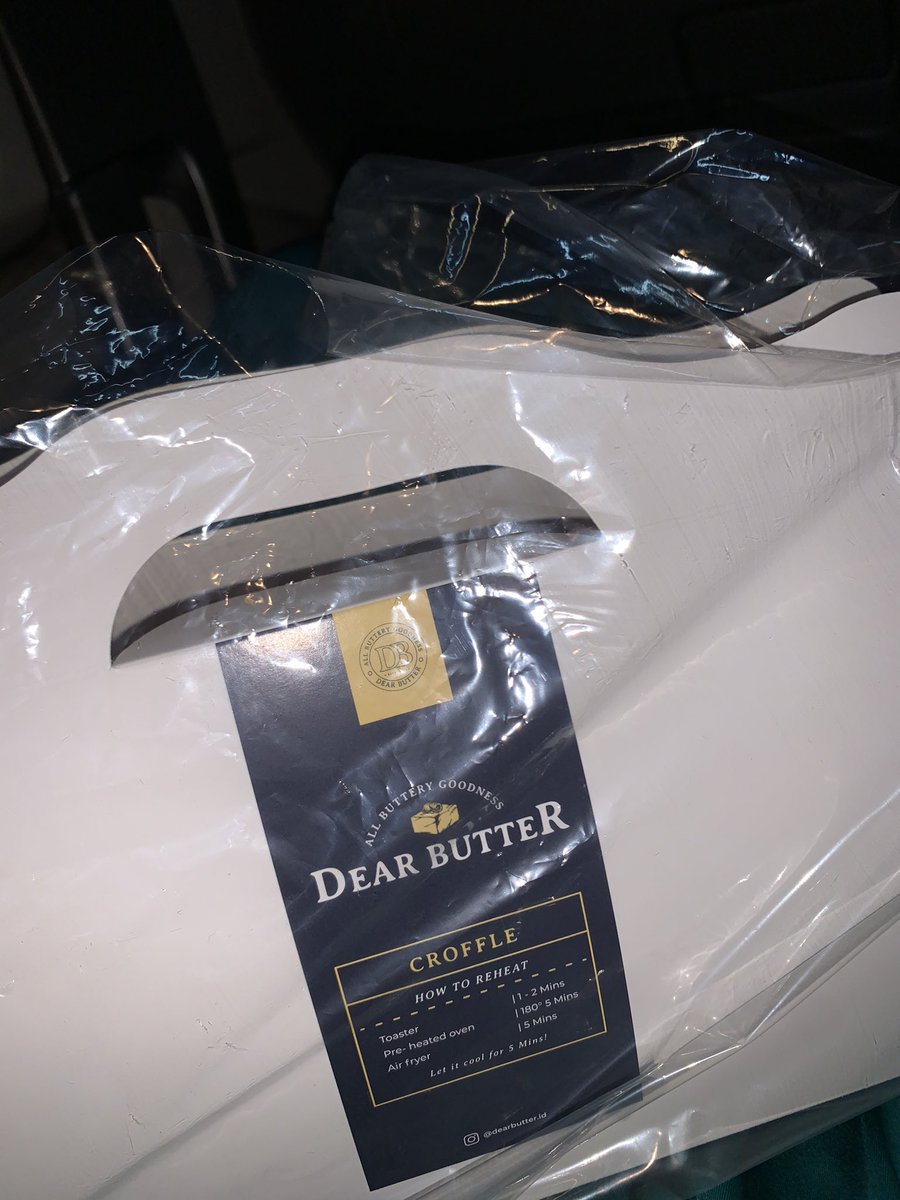 ALL BUTTERY GOODNESS
DB
DEAR BUTTER
ALL BUTTERY GOODNESS
DEAR BUTTER
CROFFLE
HOW TO REHEAT
Toaster | 1 - 2 Mins
Pre- heated oven | 180° 5 Mins
Air fryer | 5 Mins
Let it cool for 5 Mins!
@dearbutter.id